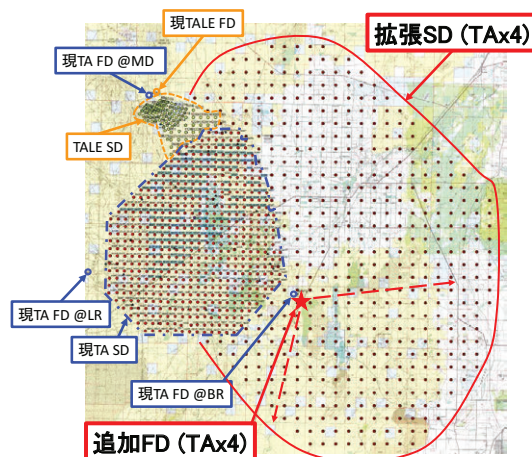 現TALE FD
拡張SD (TAx4)
現TA FD @MD
TALE SD
現TA FD @LR
現TA SD
現TA FD @BR
追加FD (TAx4)